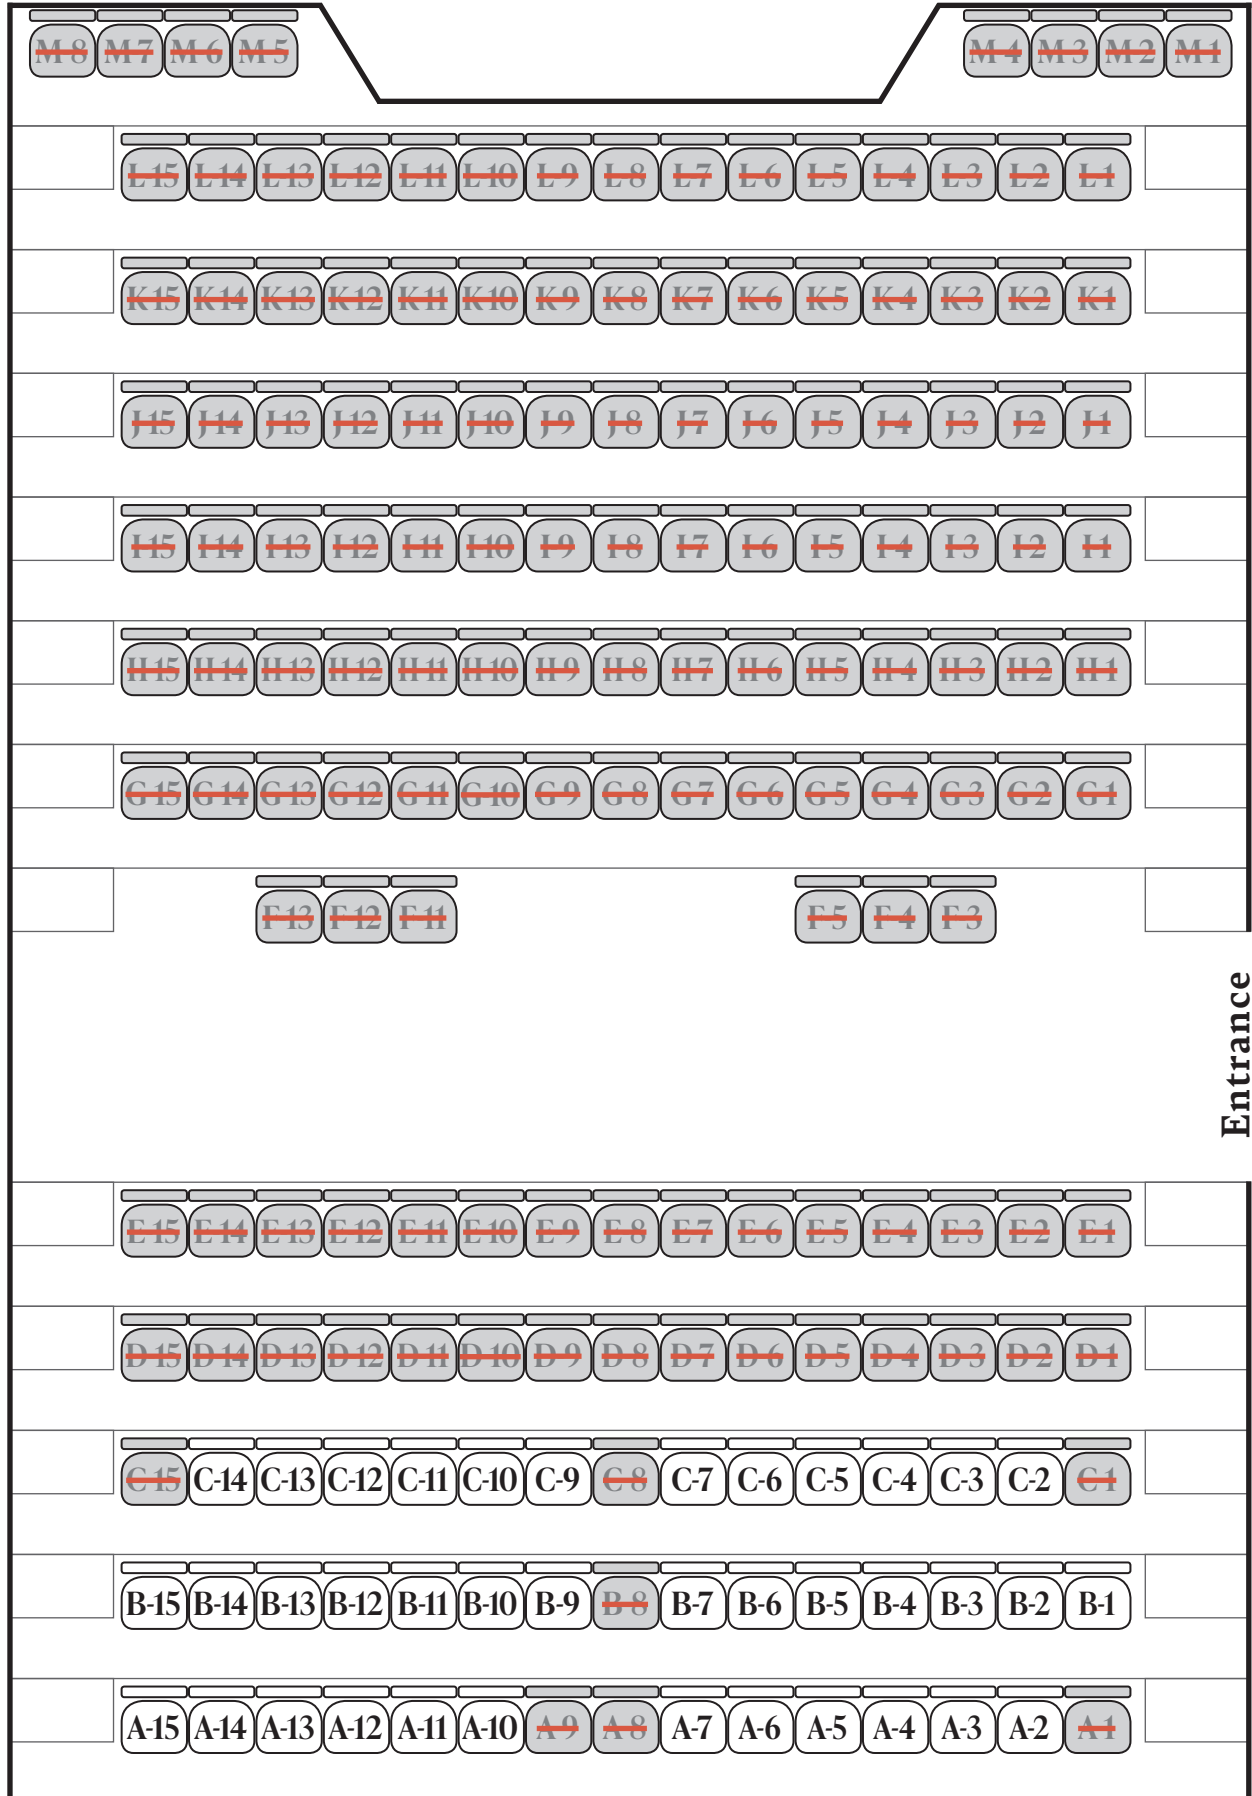 M-8 M-7 M-6 M-5 M-4 M-3 M-2 M-1
L-15 L-14 L-13 L-12 L-11 L-10 L-9 L-8 L-7 L-6 L-5 L-4 L-3 L-2 L-1
K-15 K-14 K-13 K-12 K-11 K-10 K-9 K-8 K-7 K-6 K-5 K-4 K-3 K-2 K-1
J-15 J-14 J-13 J-12 J-11 J-10 J-9 J-8 J-7 J-6 J-5 J-4 J-3 J-2 J-1
I-15 I-14 I-13 I-12 I-11 I-10 I-9 I-8 I-7 I-6 I-5 I-4 I-3 I-2 I-1
H-15 H-14 H-13 H-12 H-11 H-10 H-9 H-8 H-7 H-6 H-5 H-4 H-3 H-2 H-1
G-15 G-14 G-13 G-12 G-11 G-10 G-9 G-8 G-7 G-6 G-5 G-4 G-3 G-2 G-1
F-13 F-12 F-11 F-5 F-4 F-3
Entrance
E-15 E-14 E-13 E-12 E-11 E-10 E-9 E-8 E-7 E-6 E-5 E-4 E-3 E-2 E-1
D-15 D-14 D-13 D-12 D-11 D-10 D-9 D-8 D-7 D-6 D-5 D-4 D-3 D-2 D-1
C-15 C-14 C-13 C-12 C-11 C-10 C-9 C-8 C-7 C-6 C-5 C-4 C-3 C-2 C-1
B-15 B-14 B-13 B-12 B-11 B-10 B-9 B-8 B-7 B-6 B-5 B-4 B-3 B-2 B-1
A-15 A-14 A-13 A-12 A-11 A-10 A-9 A-8 A-7 A-6 A-5 A-4 A-3 A-2 A-1